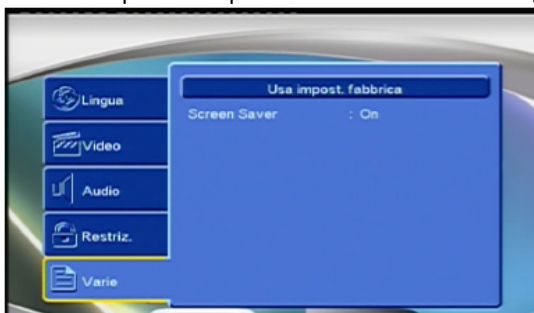 Lingua
Video
Audio
Restriz.
Varie
Usa impost. fabbrica
Screen Saver : On